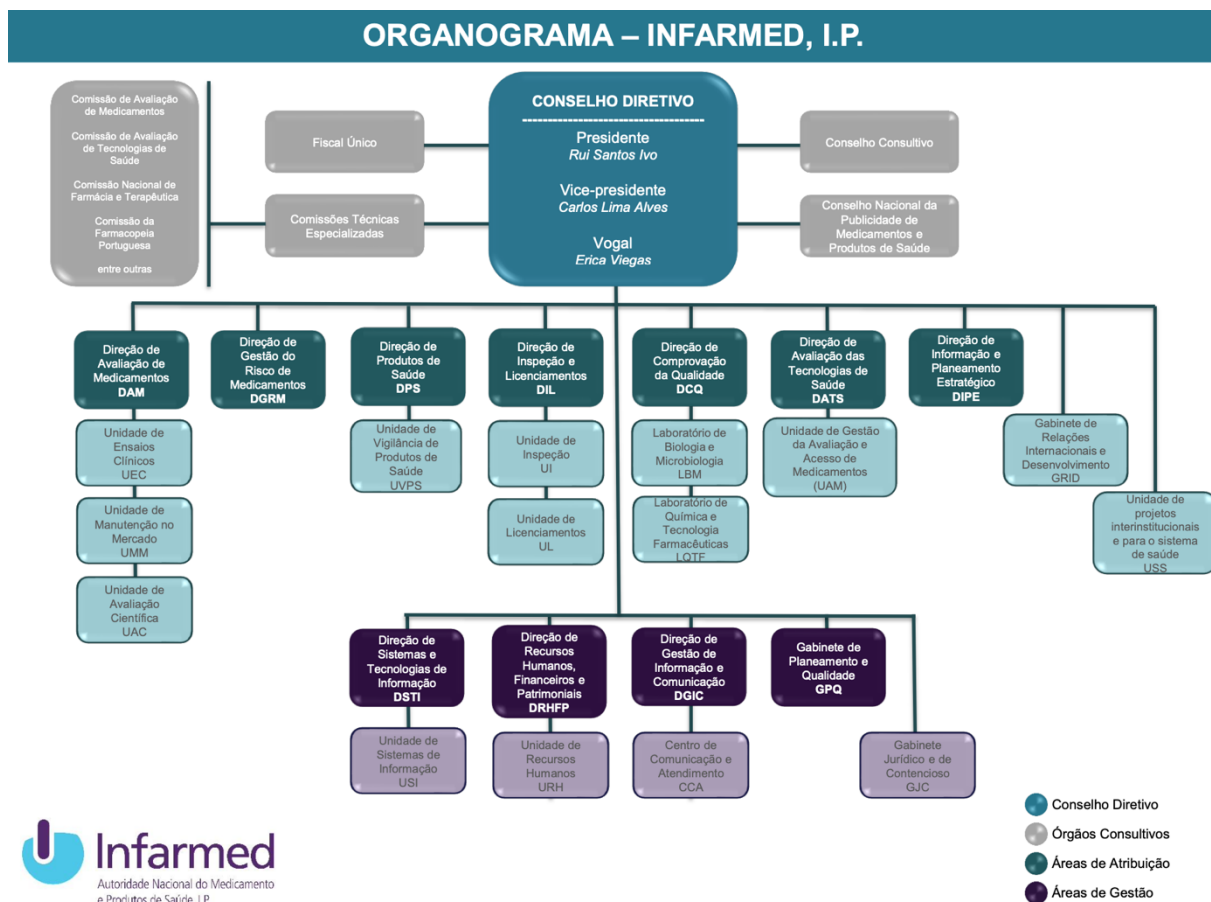 ORGANOGRAMA – INFARMED, I.P.
Comissão de Avaliação
de Medicamentos
Comissão de Avaliação
de Tecnologias de
Saúde
Comissão Nacional de
Farmácia e Terapêutica
Comissão da
Farmacopeia
Portuguesa
entre outras
Fiscal Único
Comissões Técnicas
Especializadas
CONSELHO DIRETIVO
Presidente
Rui Santos Ivo
Vice-presidente
Carlos Lima Alves
Vogal
Erica Viegas
Conselho Consultivo
Conselho Nacional da
Publicidade de
Medicamentos e
Produtos de Saúde
Direção de
Avaliação de
Medicamentos
DAM
Direção de
Gestão do
Risco de
Medicamentos
DGRM
Direção de
Produtos de
Saúde
DPS
Direção de
Inspeção e
Licenciamentos
DIL
Direção de
Comprovação
da Qualidade
DCQ
Direção de
Avaliação das
Tecnologias de
Saúde
DATS
Direção de
Informação e
Planeamento
Estratégico
DIPE
Unidade de
Ensaios
Clínicos
UEC
Unidade de
Manutenção no
Mercado
UMM
Unidade de
Avaliação
Científica
UAC
Unidade de
Vigilância de
Produtos de
Saúde
UVPS
Unidade de
Inspeção
UI
Unidade de
Licenciamentos
UL
Laboratório de
Biologia e
Microbiologia
LBM
Laboratório de
Química e
Tecnologia
Farmacêuticas
LQTF
Unidade de Gestão
da Avaliação e
Acesso de
Medicamentos
(UAM)
Gabinete de
Relações
Internacionais e
Desenvolvimento
GRID
Unidade de
projetos
interinstitucionais
e para o sistema
de saúde
USS
Direção de
Sistemas e
Tecnologias de
Informação
DSTI
Direção de
Recursos
Humanos,
Financeiros e
Patrimoniais
DRHFP
Direção de
Gestão de
Informação e
Comunicação
DGIC
Gabinete de
Planeamento e
Qualidade
GPQ
Unidade de
Sistemas de
Informação
USI
Unidade de
Recursos
Humanos
URH
Centro de
Comunicação e
Atendimento
CCA
Gabinete
Jurídico e de
Contencioso
GJC
Conselho Diretivo
Órgãos Consultivos
Áreas de Atribuição
Áreas de Gestão
Infarmed
Autoridade Nacional do Medicamento
e Produtos de Saúde, I.P.